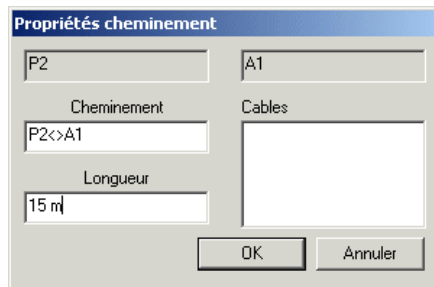 Propriétés cheminement
P2 A1
Cheminement Cables
P2<>A1
Longueur
15 m
OK Annuler